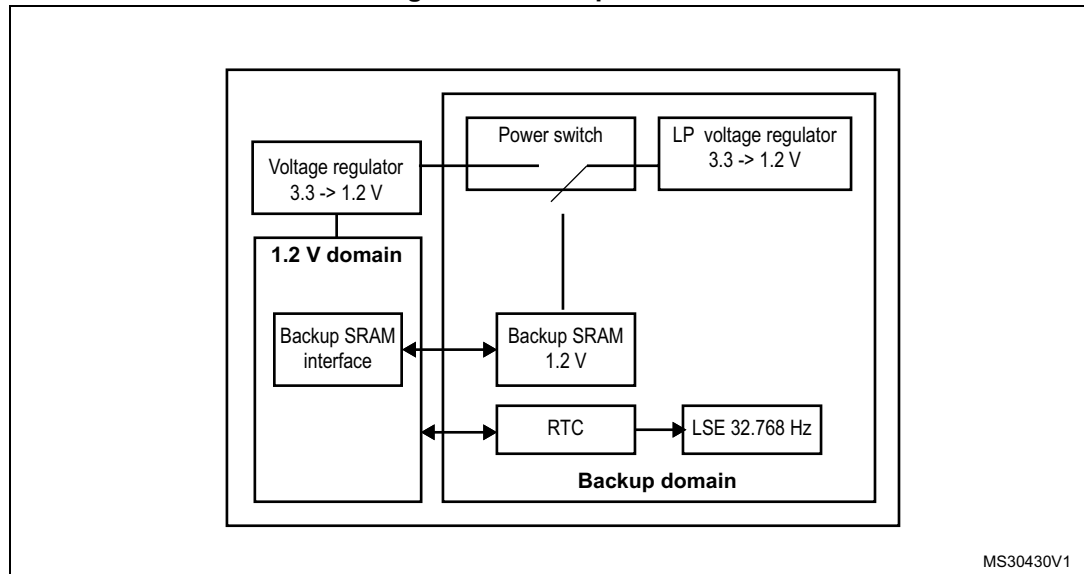 Power switch
LP voltage regulator
3.3 -> 1.2 V
Voltage regulator
3.3 -> 1.2 V
1.2 V domain
Backup SRAM
interface
Backup SRAM
1.2 V
RTC
LSE 32.768 Hz
Backup domain
MS30430V1